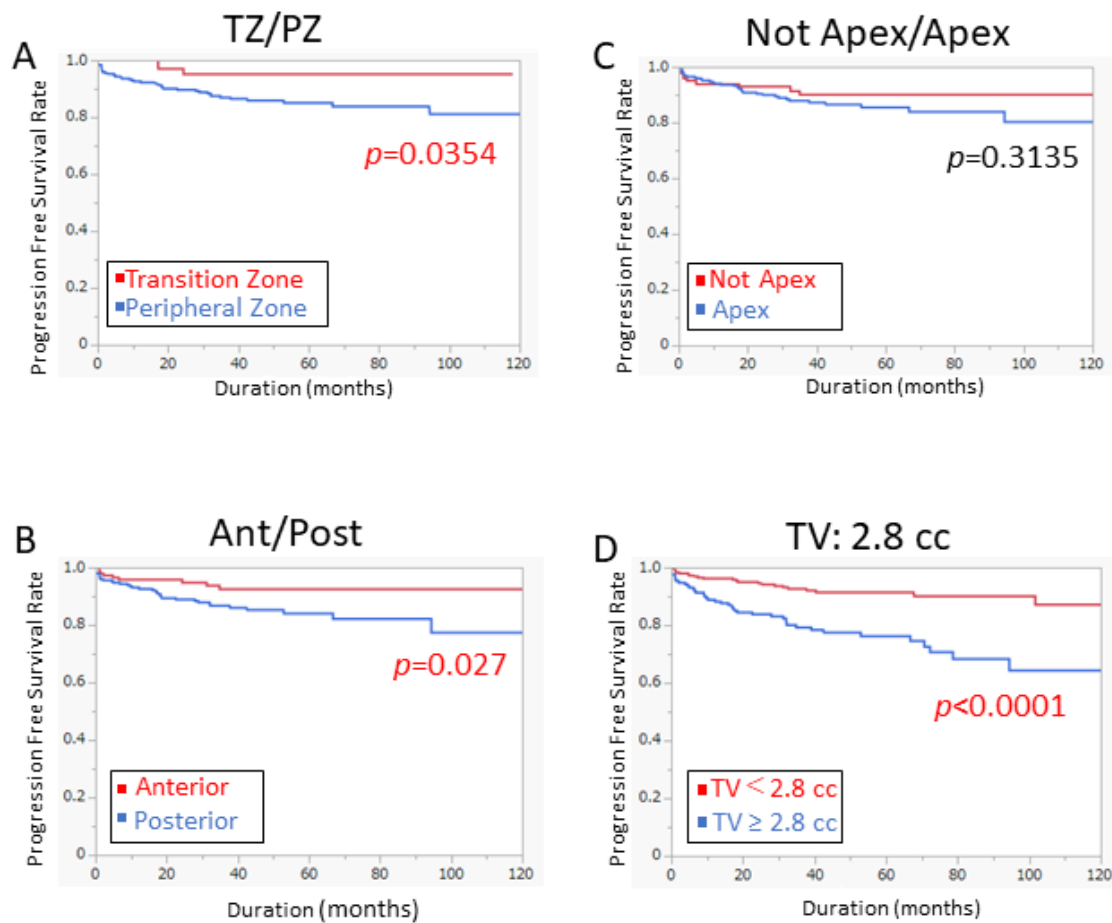 A
TZ/PZ
Progression Free Survival Rate
1.0
0.8
0.6
0.4
0.2
0
p=0.0354
Transition Zone
Peripheral Zone
0 20 40 60 80 100 120
Duration (months)
C
Not Apex/Apex
Progression Free Survival Rate
1.0
0.8
0.6
0.4
0.2
0
p=0.3135
Not Apex
Apex
0 20 40 60 80 100 120
Duration (months)
B
Ant/Post
Progression Free Survival Rate
1.0
0.8
0.6
0.4
0.2
0
p=0.027
Anterior
Posterior
0 20 40 60 80 100 120
Duration (months)
D
TV: 2.8 cc
Progression Free Survival Rate
1.0
0.8
0.6
0.4
0.2
0
p<0.0001
TV < 2.8 cc
TV ≥ 2.8 cc
0 20 40 60 80 100 120
Duration (months)